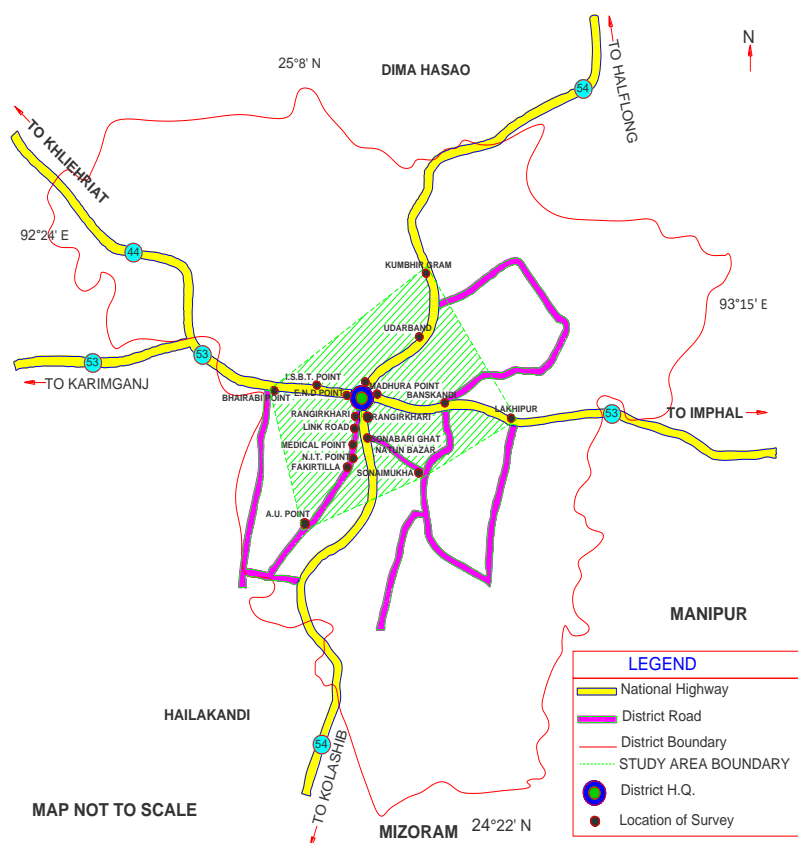 N
TO HALFLONG
25°8' N
DIMA HASAO
54
TO KHLIEHRIAT
92°24' E
44
KUMBHIR GRAM
93°15' E
UDARBAND
53
53
TO KARIMGANJ
I.S.B.T. POINT
BHAIRABI POINT
E.N.D POINT
MADHURA POINT
BANSKANDI
LAKHIPUR
53
TO IMPHAL
RANGIRKHARI
RANGIRKHARI
LINK ROAD
MEDICAL POINT
SONABARI GHAT
NATUN BAZAR
N.I.T. POINT
FAKIRTILLA
SONAIMUKHA
A.U. POINT
MANIPUR
HAILAKANDI
54
TO KOLASHIB
MAP NOT TO SCALE
MIZORAM
24°22' N
LEGEND
National Highway
District Road
District Boundary
STUDY AREA BOUNDARY
District H.Q.
Location of Survey